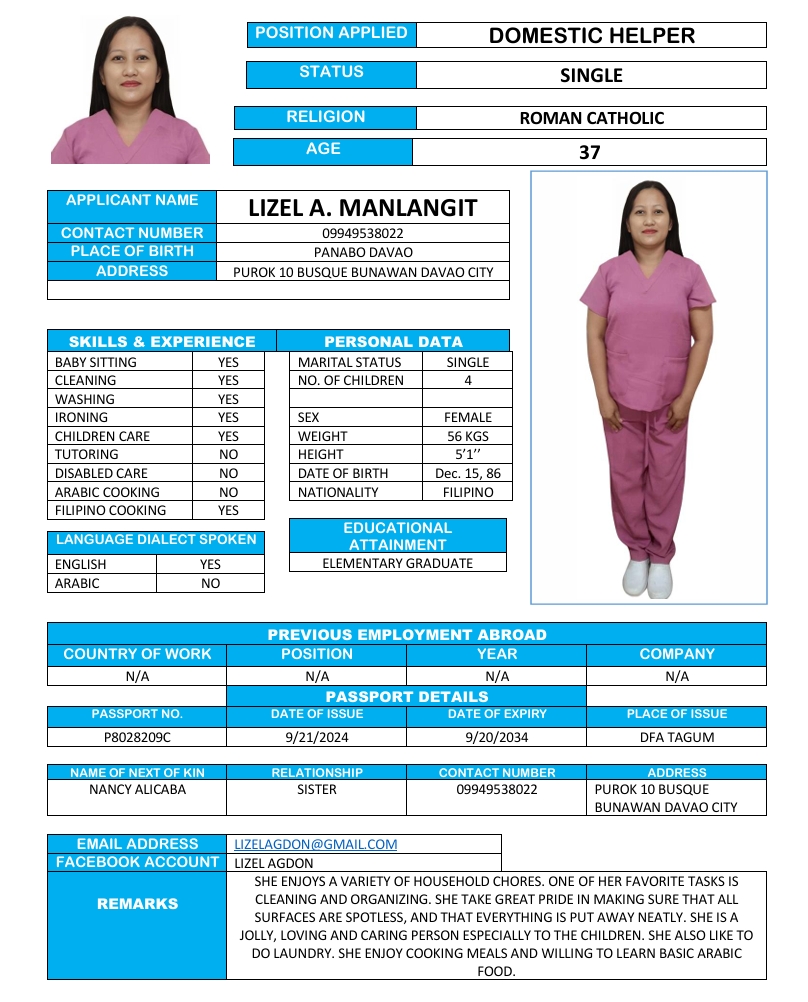 POSITION APPLIED DOMESTIC HELPER
STATUS SINGLE
RELIGION ROMAN CATHOLIC
AGE 37
APPLICANT NAME LIZEL A. MANLANGIT
CONTACT NUMBER 09949538022
PLACE OF BIRTH PANABO DAVAO
ADDRESS PUROK 10 BUSQUE BUNAWAN DAVAO CITY
SKILLS & EXPERIENCE PERSONAL DATA
BABY SITTING YES MARITAL STATUS SINGLE
CLEANING YES NO. OF CHILDREN 4
WASHING YES
IRONING YES SEX FEMALE
CHILDREN CARE YES WEIGHT 56 KGS
TUTORING NO HEIGHT 5’1’’
DISABLED CARE NO DATE OF BIRTH Dec. 15, 86
ARABIC COOKING NO NATIONALITY FILIPINO
FILIPINO COOKING YES
LANGUAGE DIALECT SPOKEN
ENGLISH YES
ARABIC NO
EDUCATIONAL
ATTAINMENT
ELEMENTARY GRADUATE
PREVIOUS EMPLOYMENT ABROAD
COUNTRY OF WORK POSITION YEAR COMPANY
N/A N/A N/A N/A
PASSPORT DETAILS
PASSPORT NO. DATE OF ISSUE DATE OF EXPIRY PLACE OF ISSUE
P8028209C 9/21/2024 9/20/2034 DFA TAGUM
NAME OF NEXT OF KIN RELATIONSHIP CONTACT NUMBER ADDRESS
NANCY ALICABA SISTER 09949538022 PUROK 10 BUSQUE
BUNAWAN DAVAO CITY
EMAIL ADDRESS LIZELAGDON@GMAIL.COM
FACEBOOK ACCOUNT LIZEL AGDON
REMARKS
SHE ENJOYS A VARIETY OF HOUSEHOLD CHORES. ONE OF HER FAVORITE TASKS IS
CLEANING AND ORGANIZING. SHE TAKE GREAT PRIDE IN MAKING SURE THAT ALL
SURFACES ARE SPOTLESS, AND THAT EVERYTHING IS PUT AWAY NEATLY. SHE IS A
JOLLY, LOVING AND CARING PERSON ESPECIALLY TO THE CHILDREN. SHE ALSO LIKE TO
DO LAUNDRY. SHE ENJOY COOKING MEALS AND WILLING TO LEARN BASIC ARABIC
FOOD.